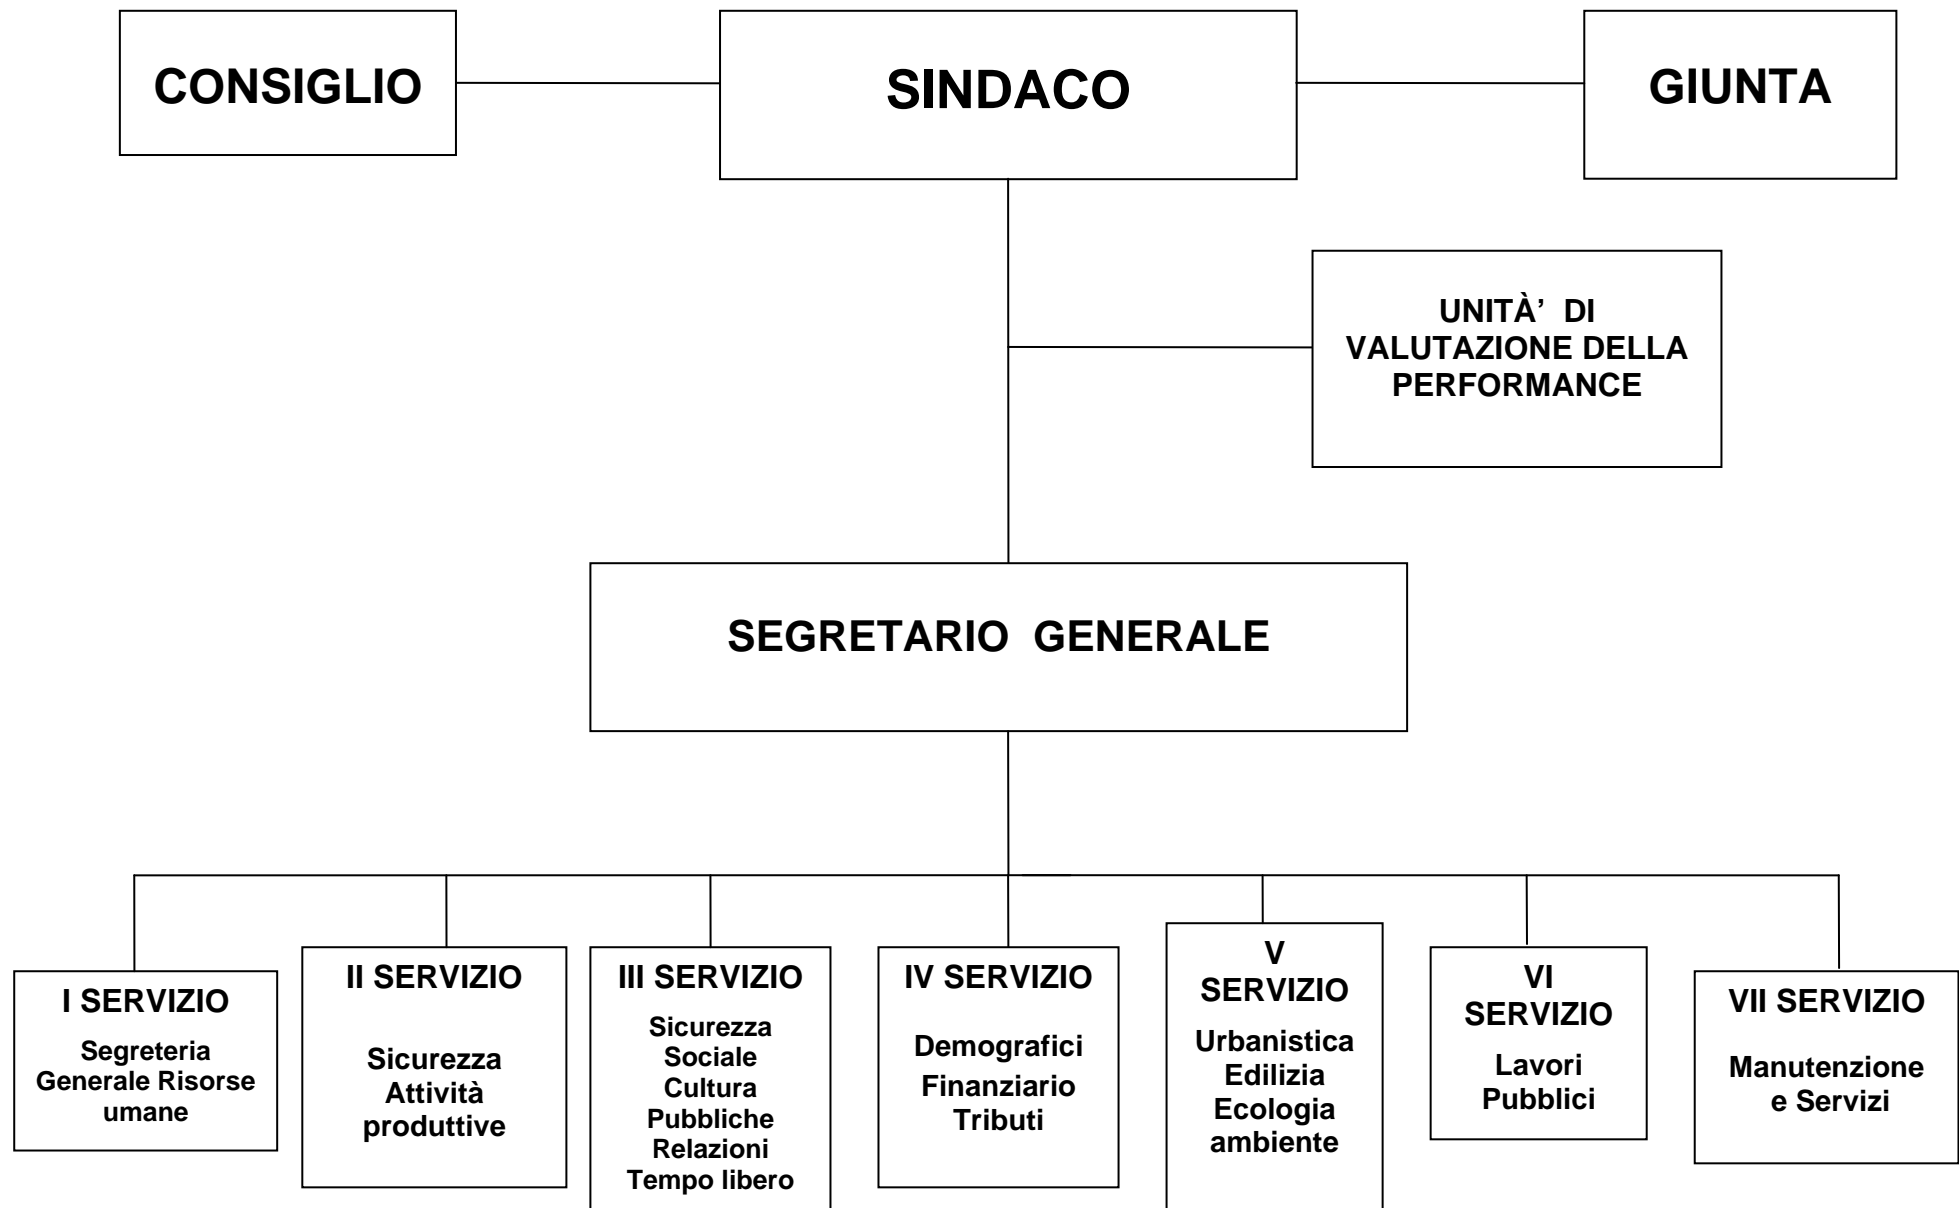 CONSIGLIO
SINDACO
GIUNTA
UNITÀ’ DI
VALUTAZIONE DELLA
PERFORMANCE
SEGRETARIO GENERALE
I SERVIZIO
Segreteria
Generale Risorse
umane
II SERVIZIO
Sicurezza
Attività
produttive
III SERVIZIO
Sicurezza
Sociale
Cultura
Pubbliche
Relazioni
Tempo libero
IV SERVIZIO
Demografici
Finanziario
Tributi
V
SERVIZIO
Urbanistica
Edilizia
Ecologia
ambiente
VI
SERVIZIO
Lavori
Pubblici
VII SERVIZIO
Manutenzione
e Servizi